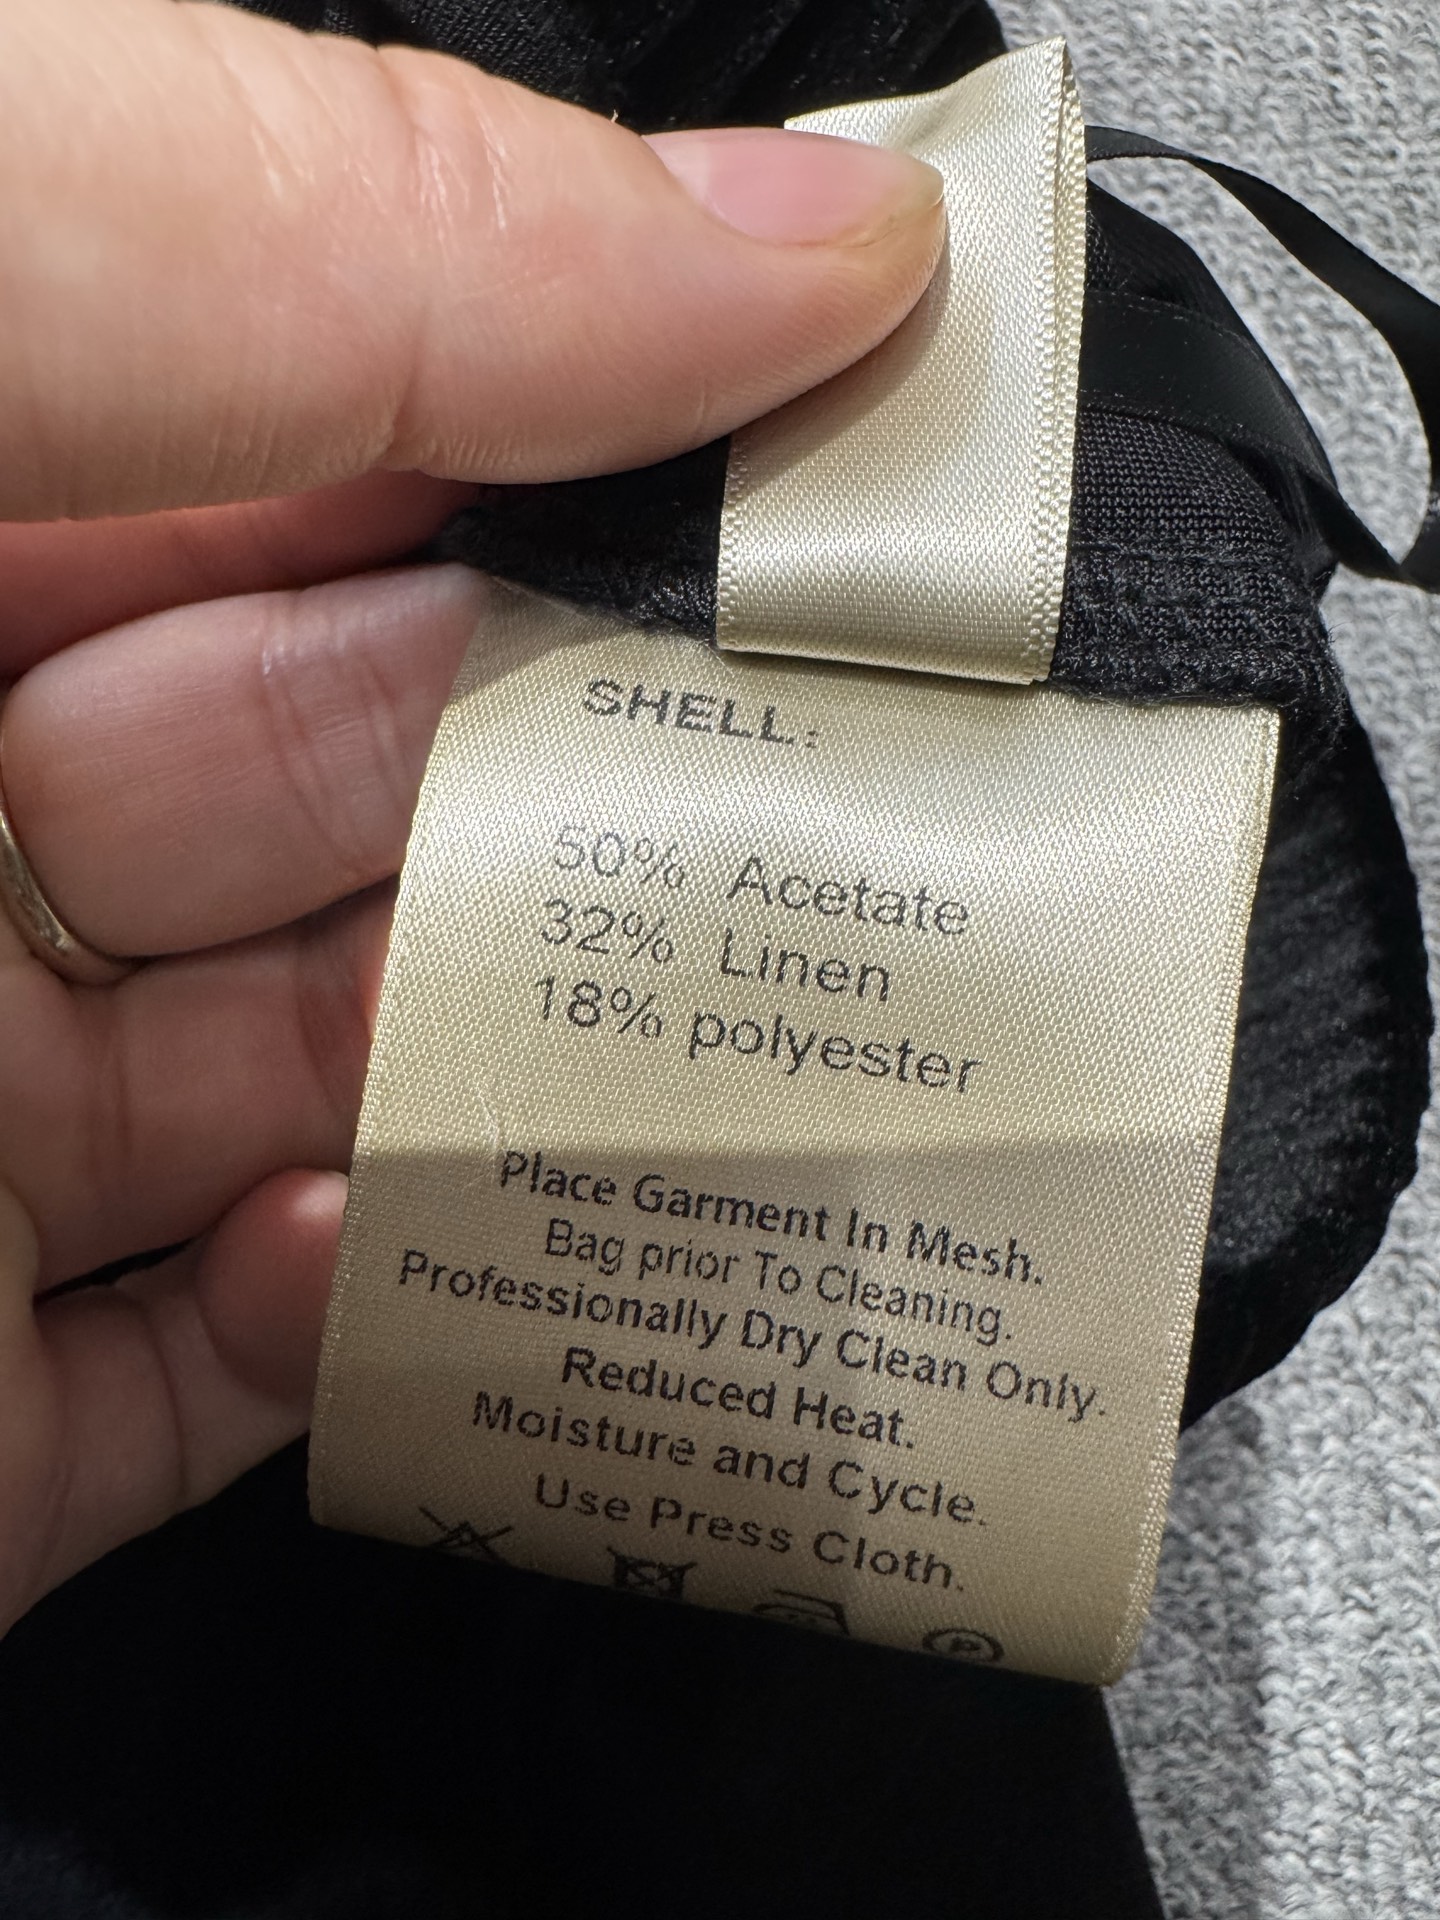 SHELL:
50% Acetate
32% Linen
18% polyester
Place Garment In Mesh.
Bag prior To Cleaning.
Professionally Dry Clean Only.
Reduced Heat.
Moisture and Cycle.
Use Press Cloth.
P